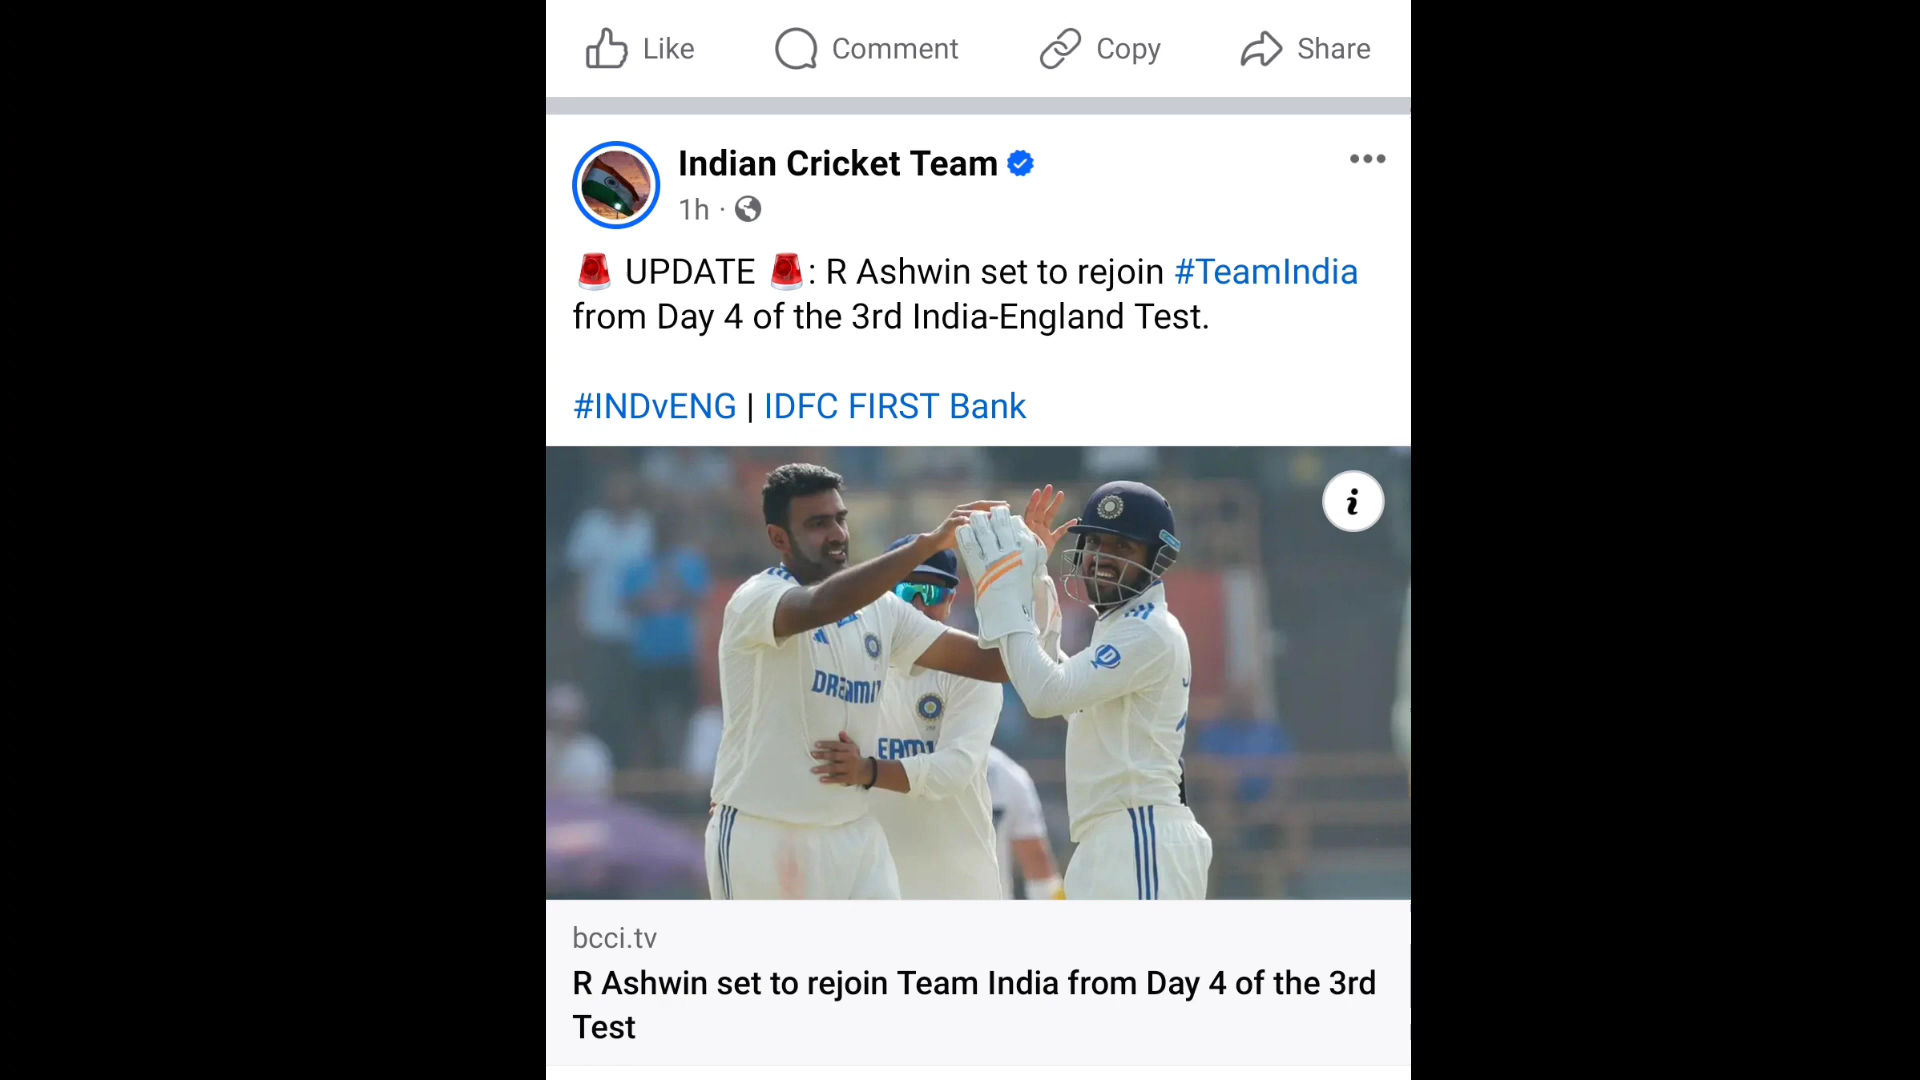 Like Comment Copy Share
Indian Cricket Team
1h ·
🚨 UPDATE 🚨: R Ashwin set to rejoin #TeamIndia
from Day 4 of the 3rd India-England Test.
#INDvENG | IDFC FIRST Bank
i
bcci.tv
R Ashwin set to rejoin Team India from Day 4 of the 3rd
Test